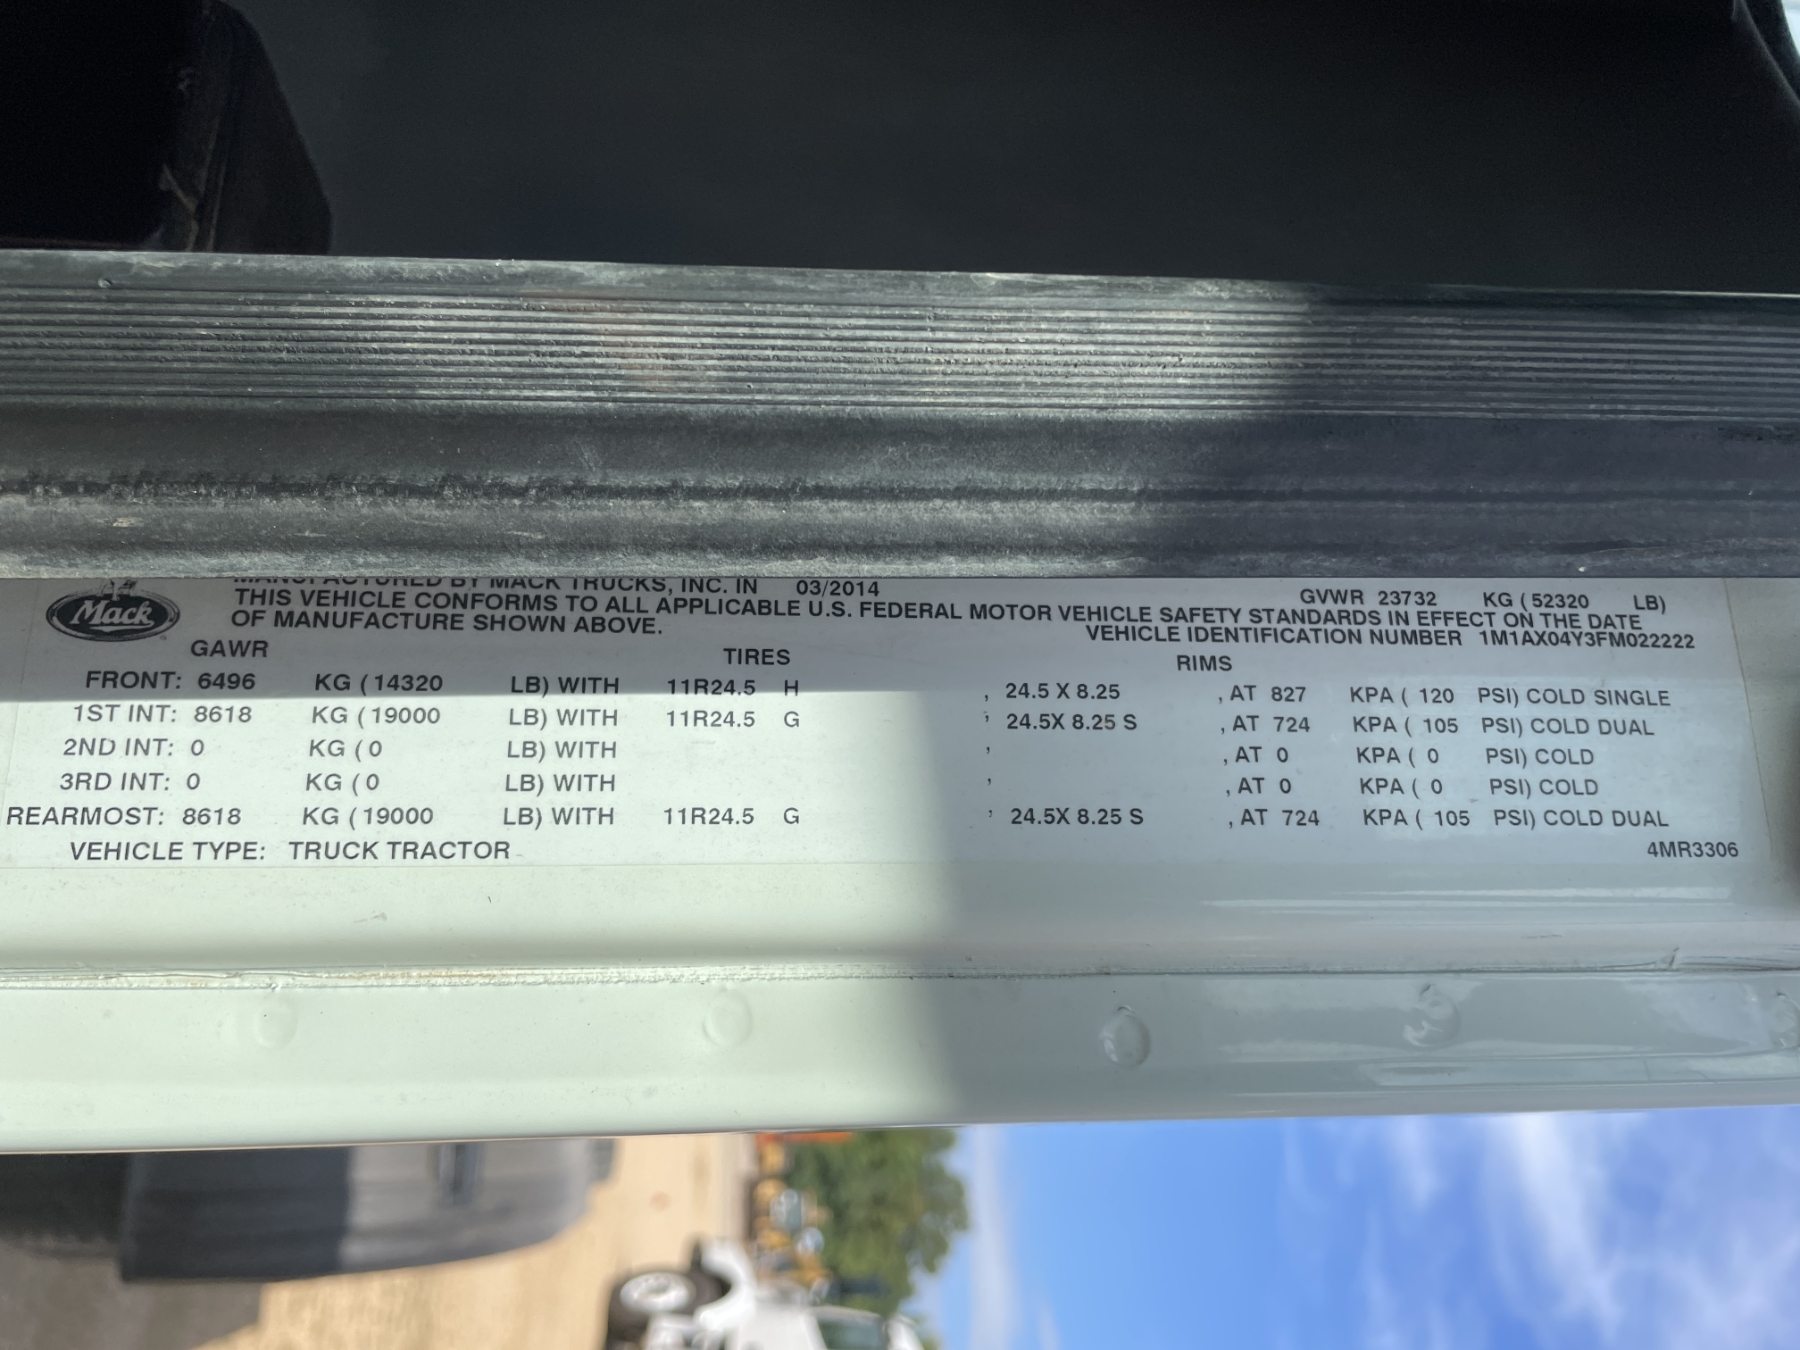 Mack
MANUFACTURED BY MACK TRUCKS, INC. IN 03/2014 GVWR 23732 KG ( 52320 LB)
THIS VEHICLE CONFORMS TO ALL APPLICABLE U.S. FEDERAL MOTOR VEHICLE SAFETY STANDARDS IN EFFECT ON THE DATE
OF MANUFACTURE SHOWN ABOVE. VEHICLE IDENTIFICATION NUMBER 1M1AX04Y3FM022222
GAWR TIRES RIMS
FRONT: 6496 KG ( 14320 LB) WITH 11R24.5 H , 24.5 X 8.25 , AT 827 KPA ( 120 PSI) COLD SINGLE
1ST INT: 8618 KG ( 19000 LB) WITH 11R24.5 G , 24.5X 8.25 S , AT 724 KPA ( 105 PSI) COLD DUAL
2ND INT: 0 KG ( 0 LB) WITH , , AT 0 KPA ( 0 PSI) COLD
3RD INT: 0 KG ( 0 LB) WITH , , AT 0 KPA ( 0 PSI) COLD
REARMOST: 8618 KG ( 19000 LB) WITH 11R24.5 G , 24.5X 8.25 S , AT 724 KPA ( 105 PSI) COLD DUAL
VEHICLE TYPE: TRUCK TRACTOR 4MR3306